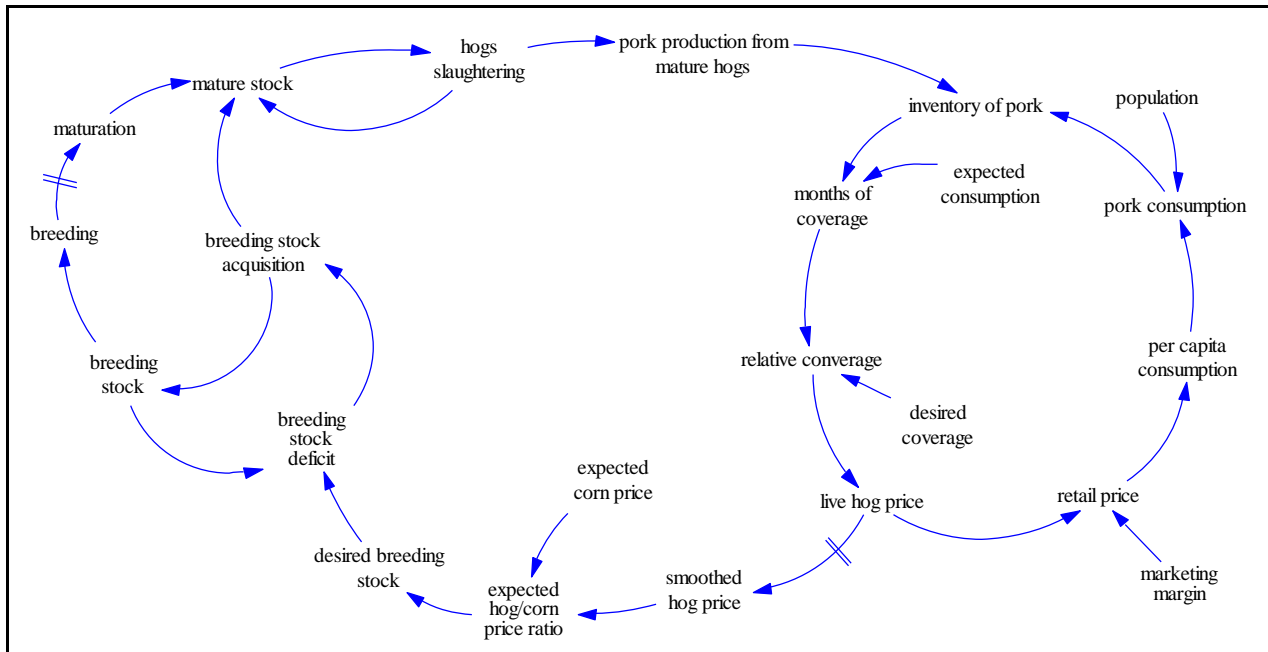 hogs
slaughtering
pork production from
mature hogs
mature stock
inventory of pork
population
maturation
expected
consumption
months of
coverage
pork consumption
breeding
breeding stock
acquisition
relative converage
per capita
consumption
breeding
stock
desired
coverage
breeding
stock
deficit
expected
corn price
live hog price
retail price
desired breeding
stock
expected
hog/corn
price ratio
smoothed
hog price
marketing
margin